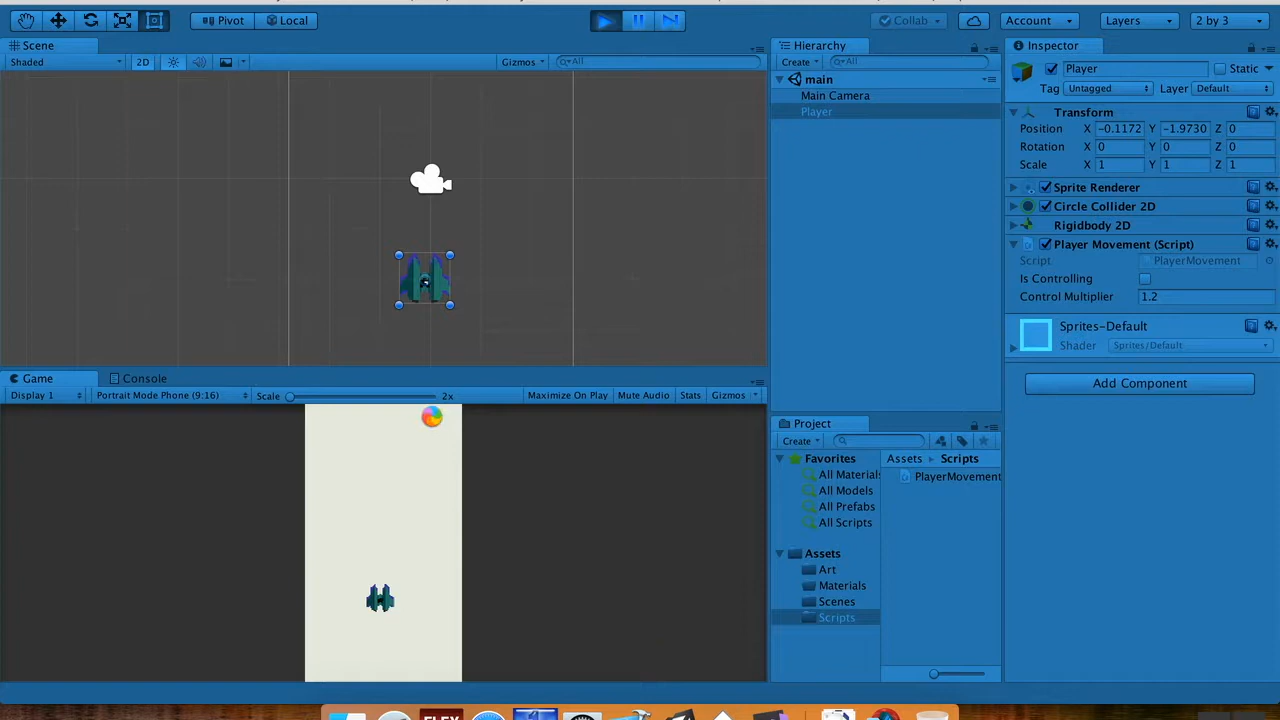 Pivot Local Collab Account Layers 2 by 3
Scene
Shaded 2D Gizmos All
Game Console
Display 1 Portrait Mode Phone (9:16) Scale 2x Maximize On Play Mute Audio Stats Gizmos
Hierarchy
Create All
main
Main Camera
Player
Project
Create
Favorites
All Materials
All Models
All Prefabs
All Scripts
Assets
Art
Materials
Scenes
Scripts
Assets Scripts
PlayerMovement
Inspector
Player Static
Tag Untagged Layer Default
Transform
Position X -0.1172 Y -1.9730 Z 0
Rotation X 0 Y 0 Z 0
Scale X 1 Y 1 Z 1
Sprite Renderer
Circle Collider 2D
Rigidbody 2D
Player Movement (Script)
Script PlayerMovement
Is Controlling
Control Multiplier 1.2
Sprites-Default
Shader Sprites/Default
Add Component
FLEX